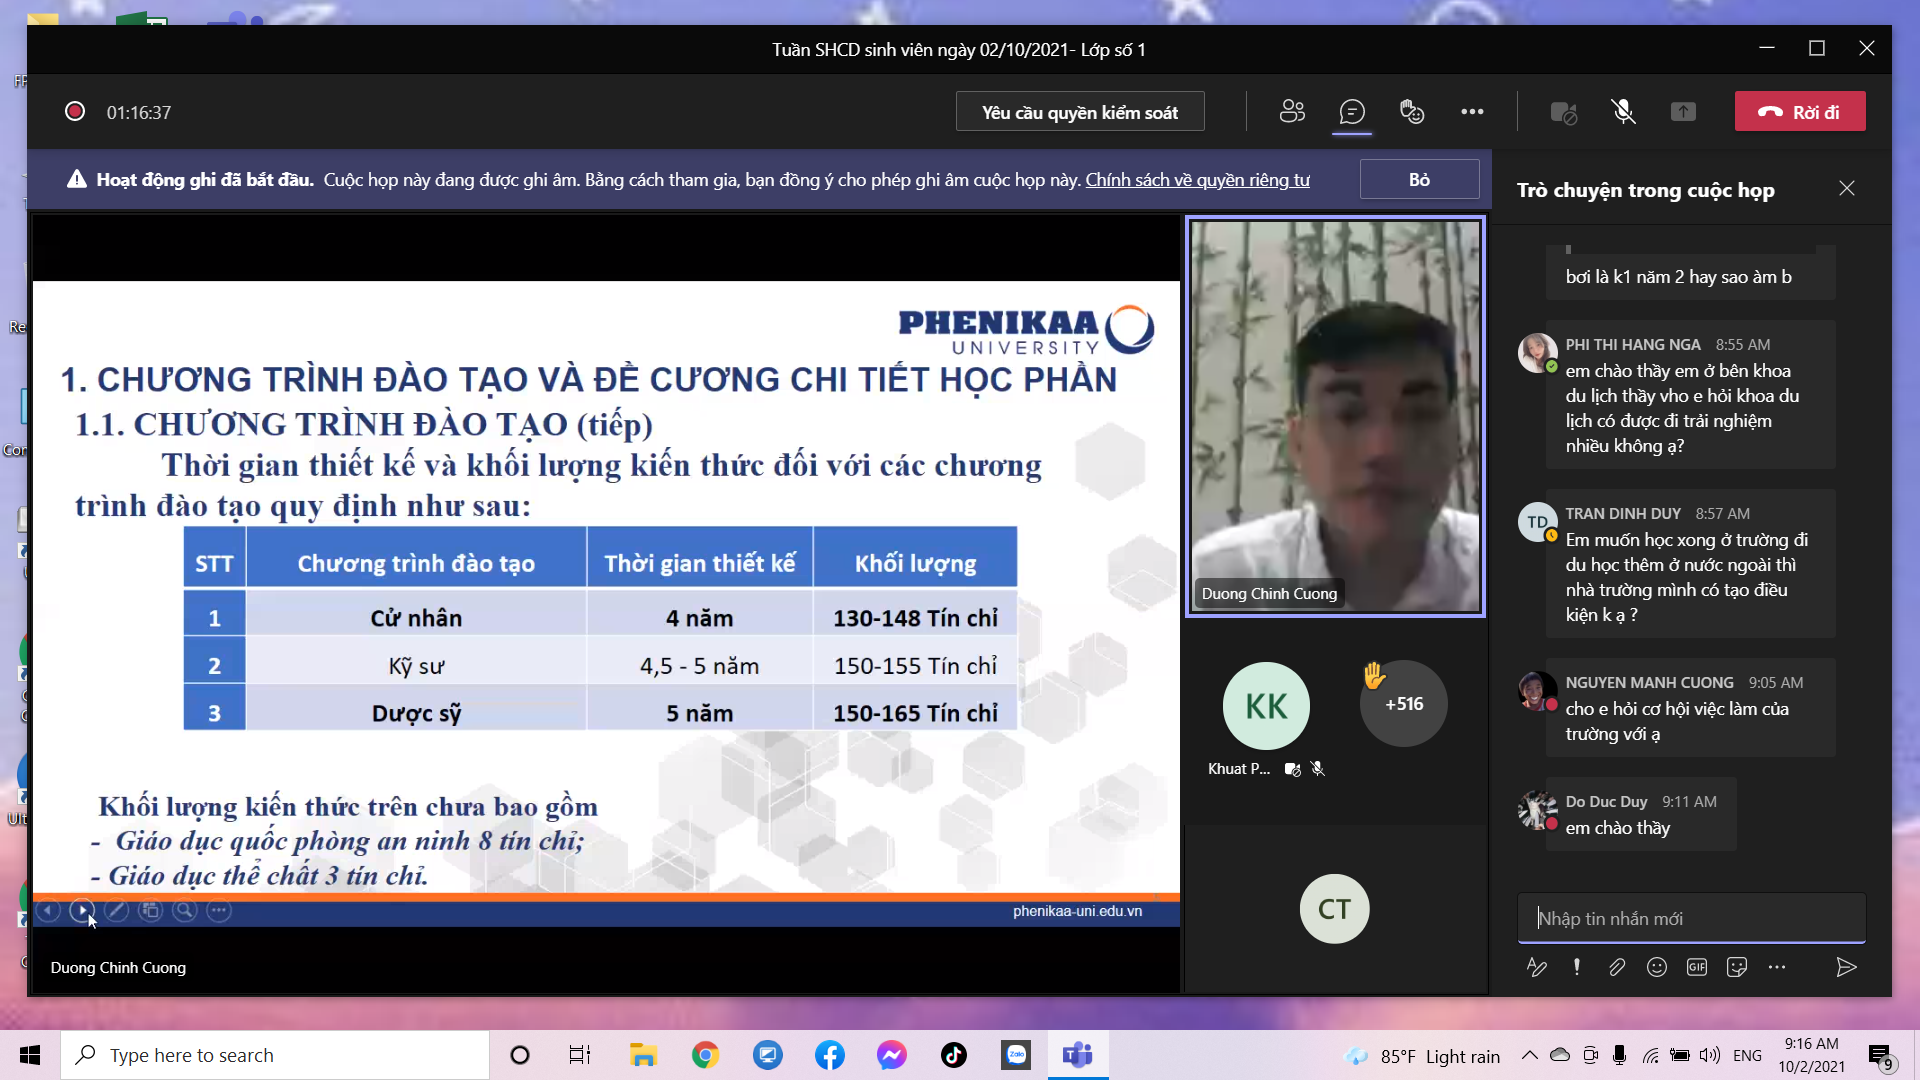 Tuần SHCD sinh viên ngày 02/10/2021- Lớp số 1
01:16:37
Yêu cầu quyền kiểm soát
Rời đi
Hoạt động ghi đã bắt đầu. Cuộc họp này đang được ghi âm. Bằng cách tham gia, bạn đồng ý cho phép ghi âm cuộc họp này. Chính sách về quyền riêng tư
Bỏ
PHENIKAA
UNIVERSITY
1. CHƯƠNG TRÌNH ĐÀO TẠO VÀ ĐỀ CƯƠNG CHI TIẾT HỌC PHẦN
1.1. CHƯƠNG TRÌNH ĐÀO TẠO (tiếp)
Thời gian thiết kế và khối lượng kiến thức đối với các chương
trình đào tạo quy định như sau:
STT Chương trình đào tạo Thời gian thiết kế Khối lượng
1 Cử nhân 4 năm 130-148 Tín chỉ
2 Kỹ sư 4,5 - 5 năm 150-155 Tín chỉ
3 Dược sỹ 5 năm 150-165 Tín chỉ
Khối lượng kiến thức trên chưa bao gồm
- Giáo dục quốc phòng an ninh 8 tín chỉ;
- Giáo dục thể chất 3 tín chỉ.
phenikaa-uni.edu.vn
Duong Chinh Cuong
Duong Chinh Cuong
KK
+516
Khuat P...
CT
Trò chuyện trong cuộc họp
bơi là k1 năm 2 hay sao àm b
PHI THI HANG NGA 8:55 AM
em chào thầy em ở bên khoa
du lịch thầy vho e hỏi khoa du
lịch có được đi trải nghiệm
nhiều không ạ?
TD
TRAN DINH DUY 8:57 AM
Em muốn học xong ở trường đi
du học thêm ở nước ngoài thì
nhà trường mình có tạo điều
kiện k ạ ?
NGUYEN MANH CUONG 9:05 AM
cho e hỏi cơ hội việc làm của
trường với ạ
Do Duc Duy 9:11 AM
em chào thầy
Nhập tin nhắn mới
GIF
Type here to search
Zalo
85°F Light rain
ENG
9:16 AM
10/2/2021
9